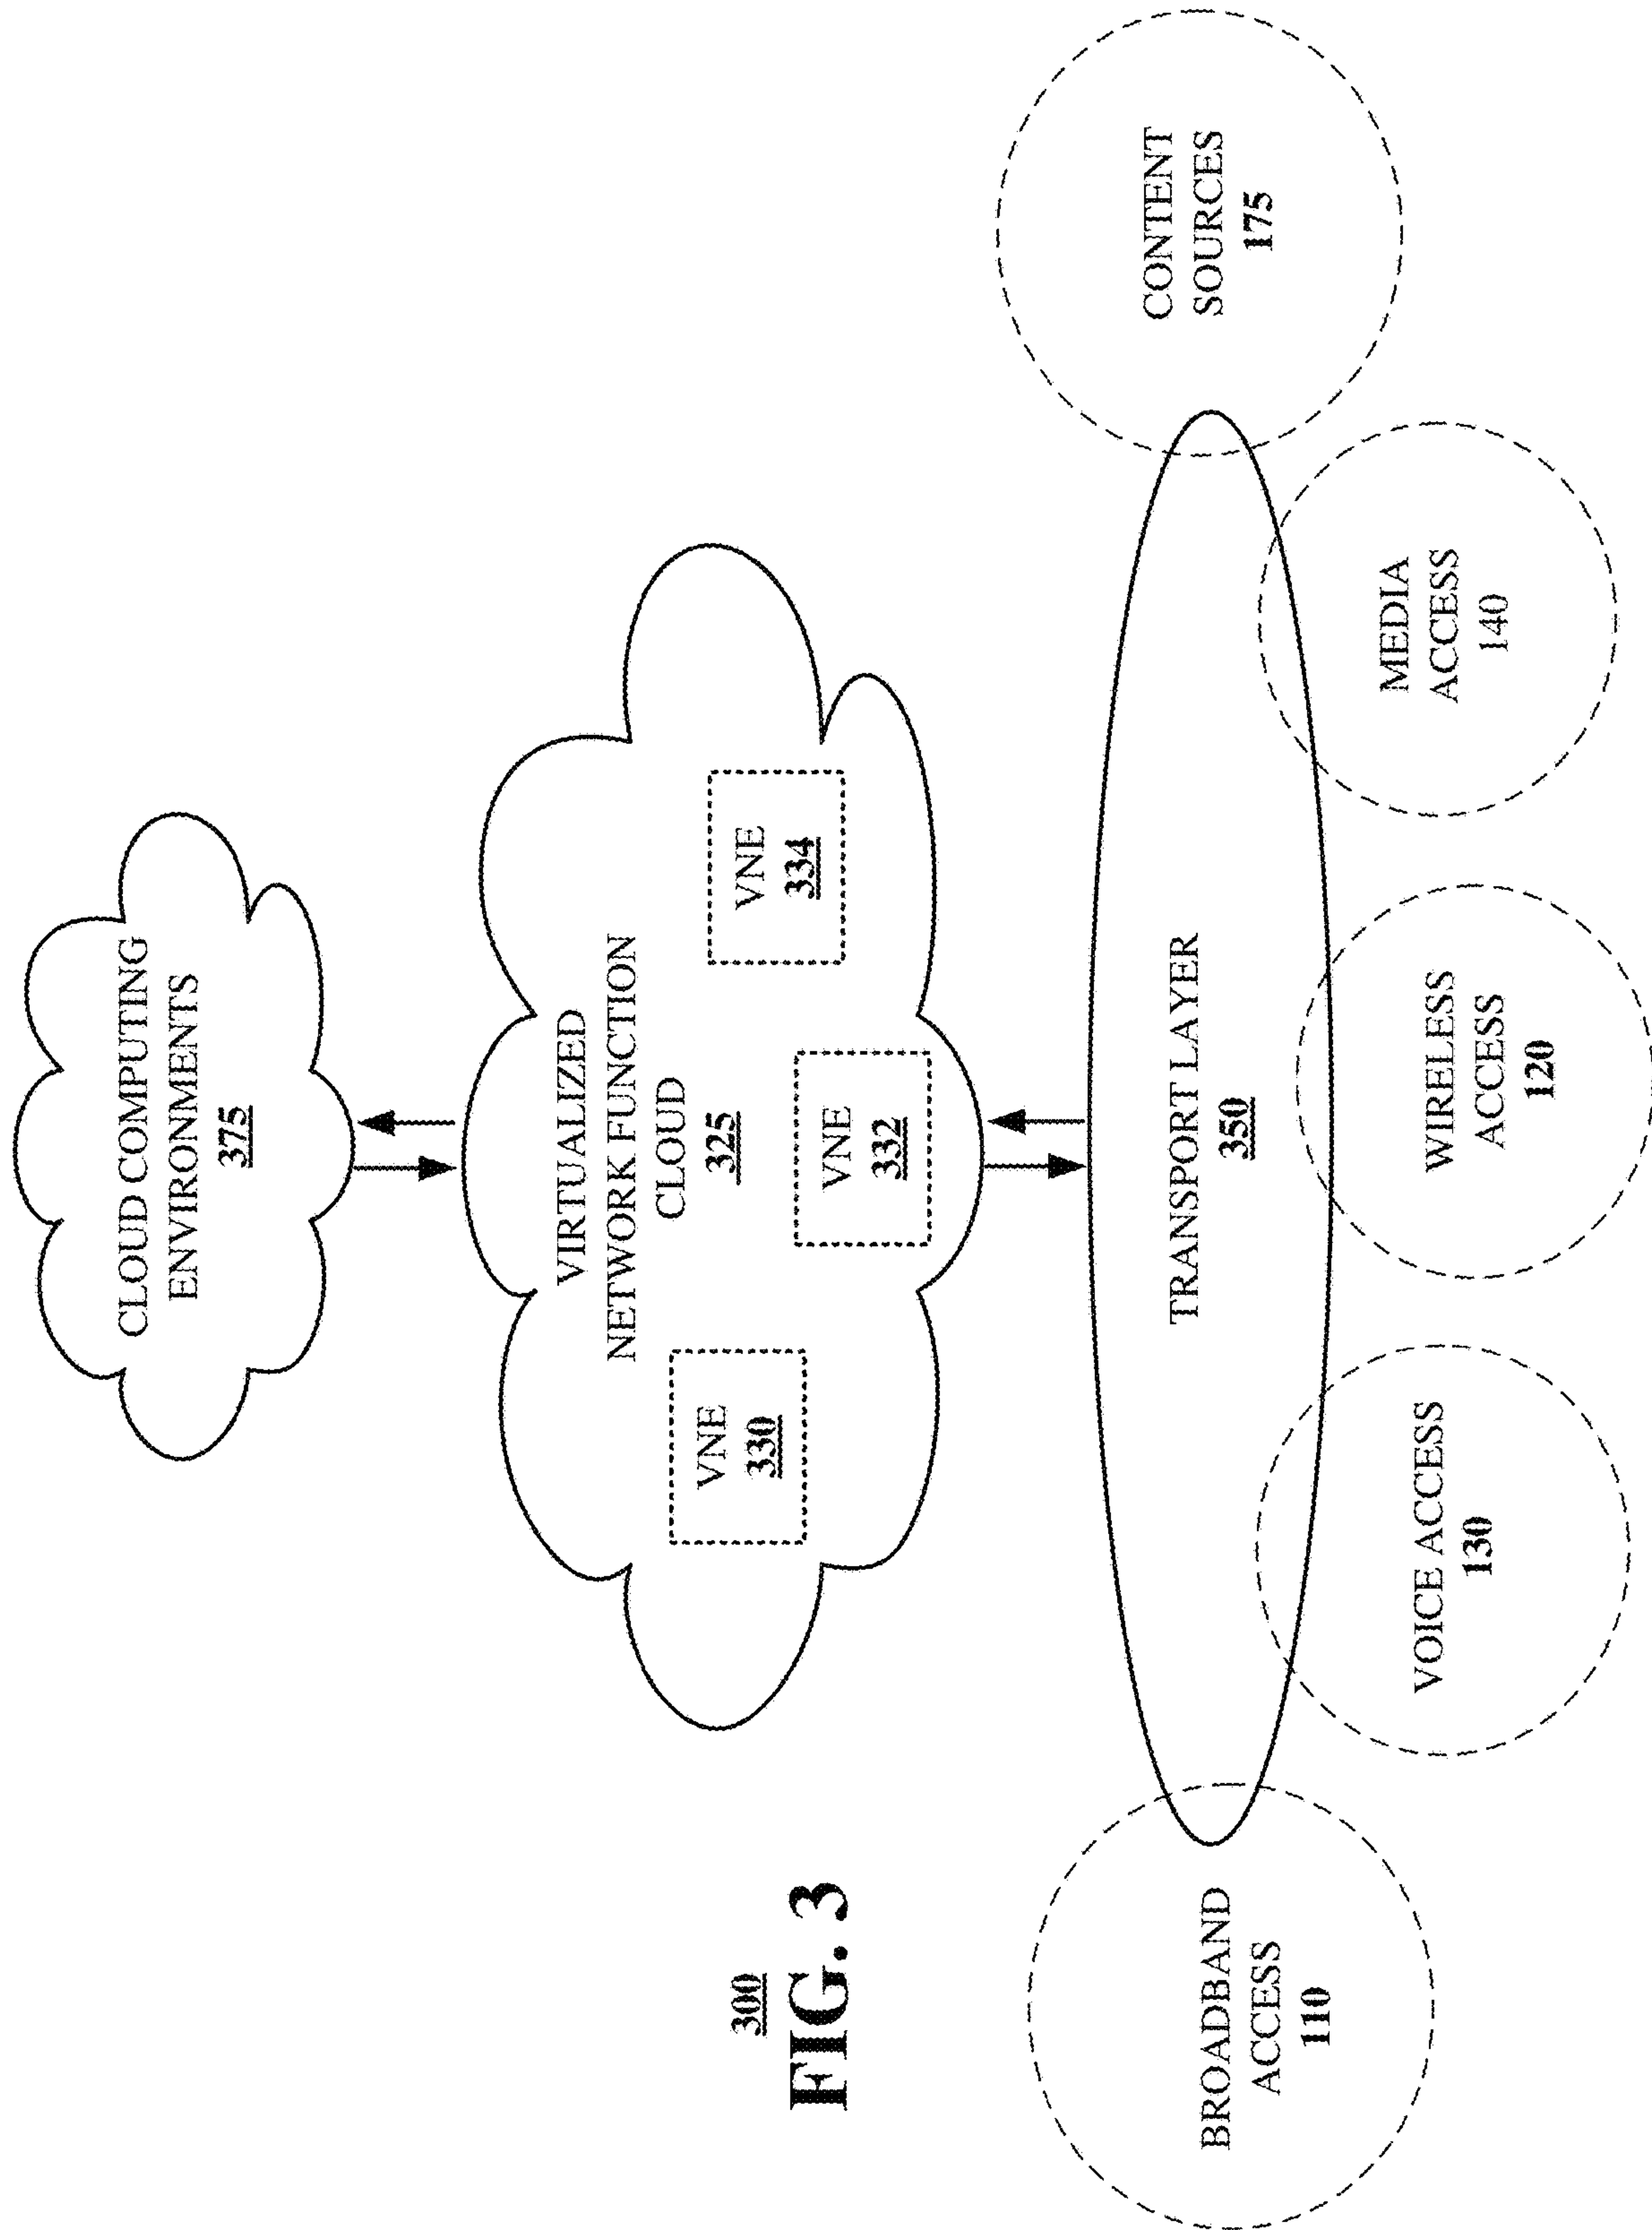 CLOUD COMPUTING
ENVIRONMENTS
375
VIRTUALIZED
NETWORK FUNCTION
CLOUD
325
VNE
330
VNE
332
VNE
334
300
FIG. 3
TRANSPORT LAYER
350
BROADBAND
ACCESS
110
VOICE ACCESS
130
WIRELESS
ACCESS
120
MEDIA
ACCESS
140
CONTENT
SOURCES
175